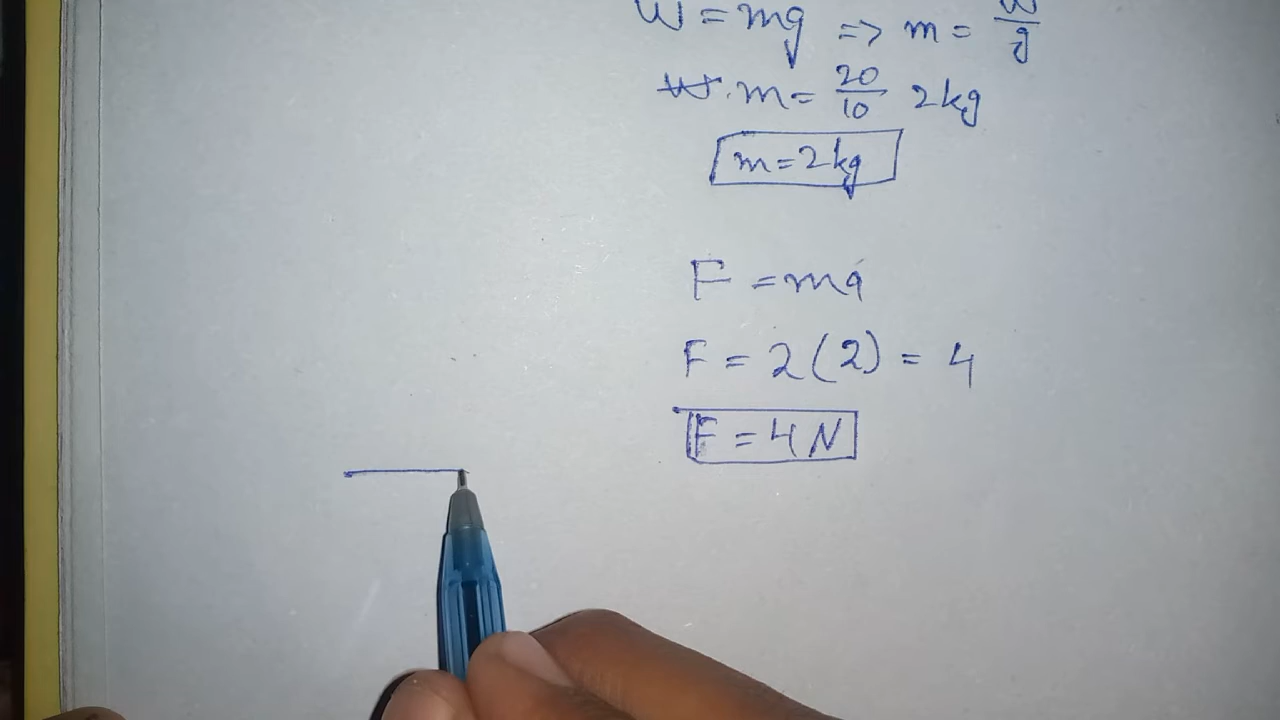 W = mg => m = W/g
m = 20/10 2kg
m = 2kg
F = ma
F = 2(2) = 4
F = 4N